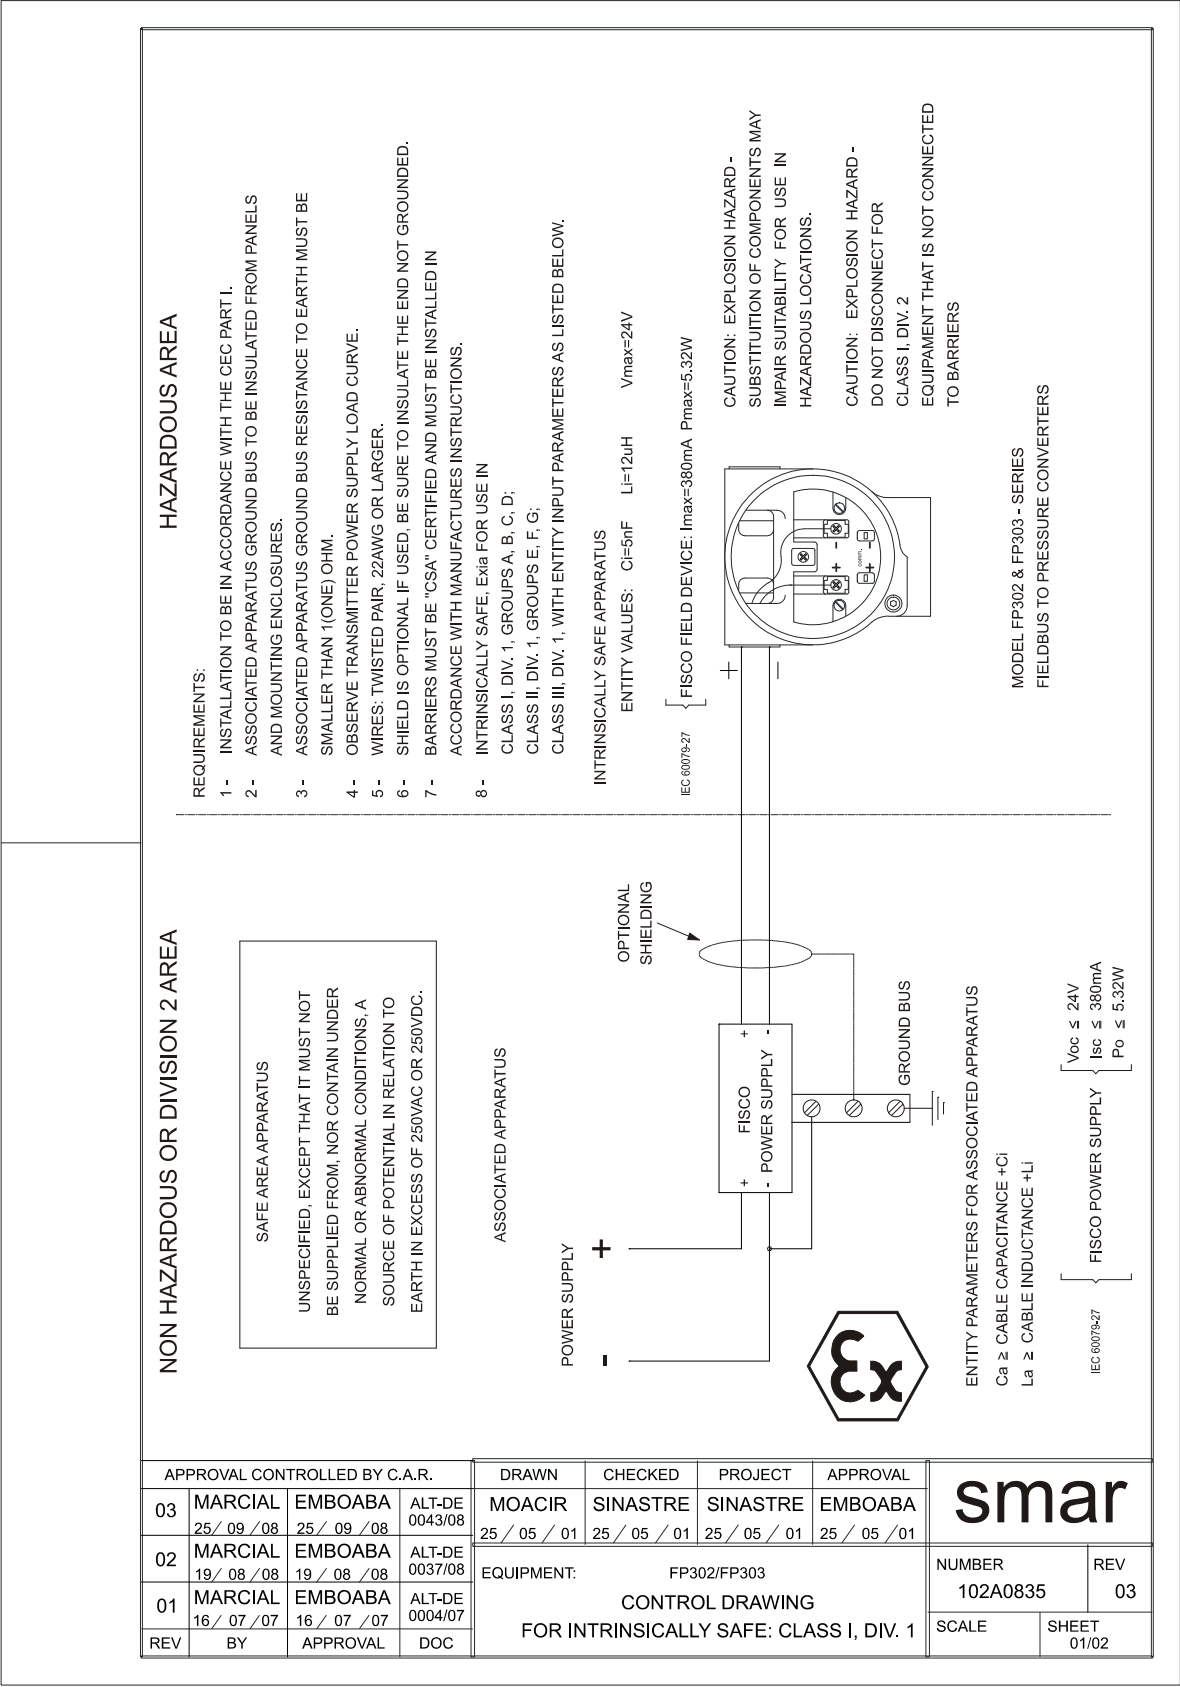 NON HAZARDOUS OR DIVISION 2 AREA
HAZARDOUS AREA
SAFE AREA APPARATUS
UNSPECIFIED, EXCEPT THAT IT MUST NOT
BE SUPPLIED FROM, NOR CONTAIN UNDER
NORMAL OR ABNORMAL CONDITIONS, A
SOURCE OF POTENTIAL IN RELATION TO
EARTH IN EXCESS OF 250VAC OR 250VDC.
REQUIREMENTS:
1 - INSTALLATION TO BE IN ACCORDANCE WITH THE CEC PART I.
2 - ASSOCIATED APPARATUS GROUND BUS TO BE INSULATED FROM PANELS
AND MOUNTING ENCLOSURES.
3 - ASSOCIATED APPARATUS GROUND BUS RESISTANCE TO EARTH MUST BE
SMALLER THAN 1(ONE) OHM.
4 - OBSERVE TRANSMITTER POWER SUPPLY LOAD CURVE.
5 - WIRES: TWISTED PAIR, 22AWG OR LARGER.
6 - SHIELD IS OPTIONAL IF USED, BE SURE TO INSULATE THE END NOT GROUNDED.
7 - BARRIERS MUST BE "CSA" CERTIFIED AND MUST BE INSTALLED IN
ACCORDANCE WITH MANUFACTURES INSTRUCTIONS.
8 - INTRINSICALLY SAFE, Exia FOR USE IN
CLASS I, DIV. 1, GROUPS A, B, C, D;
CLASS II, DIV. 1, GROUPS E, F, G;
CLASS III, DIV. 1, WITH ENTITY INPUT PARAMETERS AS LISTED BELOW.
ASSOCIATED APPARATUS
INTRINSICALLY SAFE APPARATUS
ENTITY VALUES: Ci=5nF Li=12uH Vmax=24V
IEC 60079-27 FISCO FIELD DEVICE: Imax=380mA Pmax=5.32W
POWER SUPPLY
- +
OPTIONAL
SHIELDING
+ +
FISCO
POWER SUPPLY
- -
GROUND BUS
+
-
+ -
comm.
+ -
CAUTION: EXPLOSION HAZARD -
SUBSTITUITION OF COMPONENTS MAY
IMPAIR SUITABILITY FOR USE IN
HAZARDOUS LOCATIONS.
CAUTION: EXPLOSION HAZARD -
DO NOT DISCONNECT FOR
CLASS I, DIV. 2
EQUIPAMENT THAT IS NOT CONNECTED
TO BARRIERS
Ex
ENTITY PARAMETERS FOR ASSOCIATED APPARATUS
Ca ≥ CABLE CAPACITANCE +Ci
La ≥ CABLE INDUCTANCE +Li
IEC 60079-27 FISCO POWER SUPPLY
Voc ≤ 24V
Isc ≤ 380mA
Po ≤ 5.32W
MODEL FP302 & FP303 - SERIES
FIELDBUS TO PRESSURE CONVERTERS
APPROVAL CONTROLLED BY C.A.R.
03 MARCIAL EMBOABA ALT-DE
25/ 09 /08 25/ 09 /08 0043/08
02 MARCIAL EMBOABA ALT-DE
19/ 08 /08 19/ 08 /08 0037/08
01 MARCIAL EMBOABA ALT-DE
16/ 07 /07 16/ 07 /07 0004/07
REV BY APPROVAL DOC
DRAWN CHECKED PROJECT APPROVAL
MOACIR SINASTRE SINASTRE EMBOABA
25 / 05 / 01 25 / 05 / 01 25 / 05 / 01 25 / 05 /01
EQUIPMENT: FP302/FP303
CONTROL DRAWING
FOR INTRINSICALLY SAFE: CLASS I, DIV. 1
smar
NUMBER REV
102A0835 03
SCALE SHEET
01/02